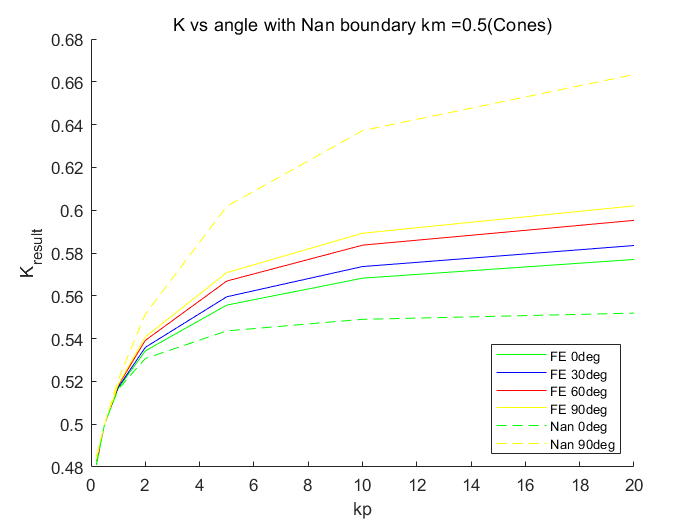 K vs angle with Nan boundary km =0.5(Cones)
0.68
0.66
0.64
0.62
0.6
0.58
0.56
0.54
0.52
0.5
0.48
K_result
0 2 4 6 8 10 12 14 16 18 20
kp
FE 0deg
FE 30deg
FE 60deg
FE 90deg
Nan 0deg
Nan 90deg